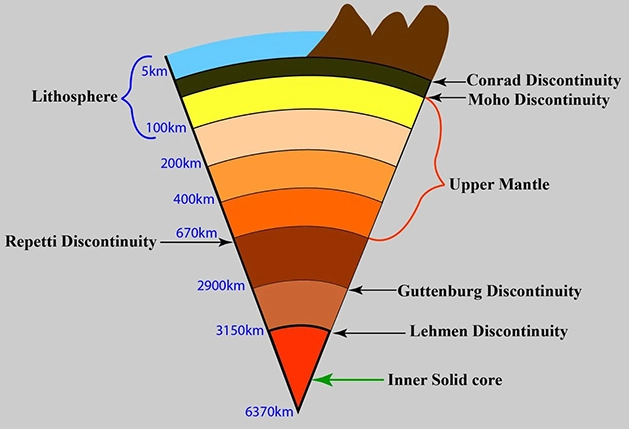 5km
Conrad Discontinuity
Lithosphere
Moho Discontinuity
100km
200km
Upper Mantle
400km
670km
Repetti Discontinuity
2900km
Guttenburg Discontinuity
3150km
Lehmen Discontinuity
Inner Solid core
6370km